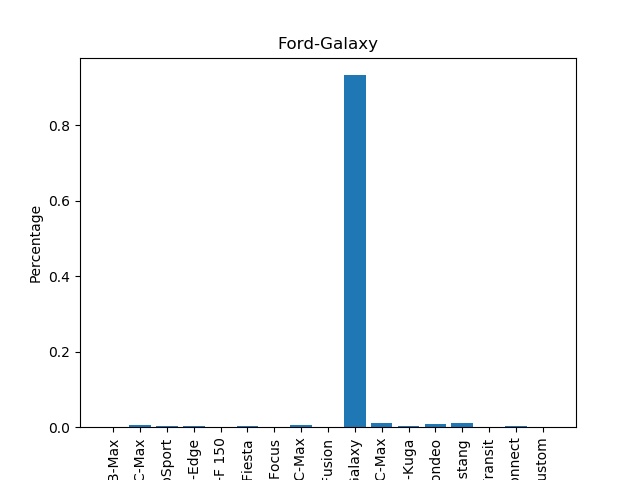 Ford-Galaxy
Percentage
0.8
0.6
0.4
0.2
0.0
B-Max
C-Max
oSport
-Edge
-F 150
Fiesta
Focus
C-Max
Fusion
Galaxy
C-Max
-Kuga
ondeo
stang
ransit
onnect
ustom